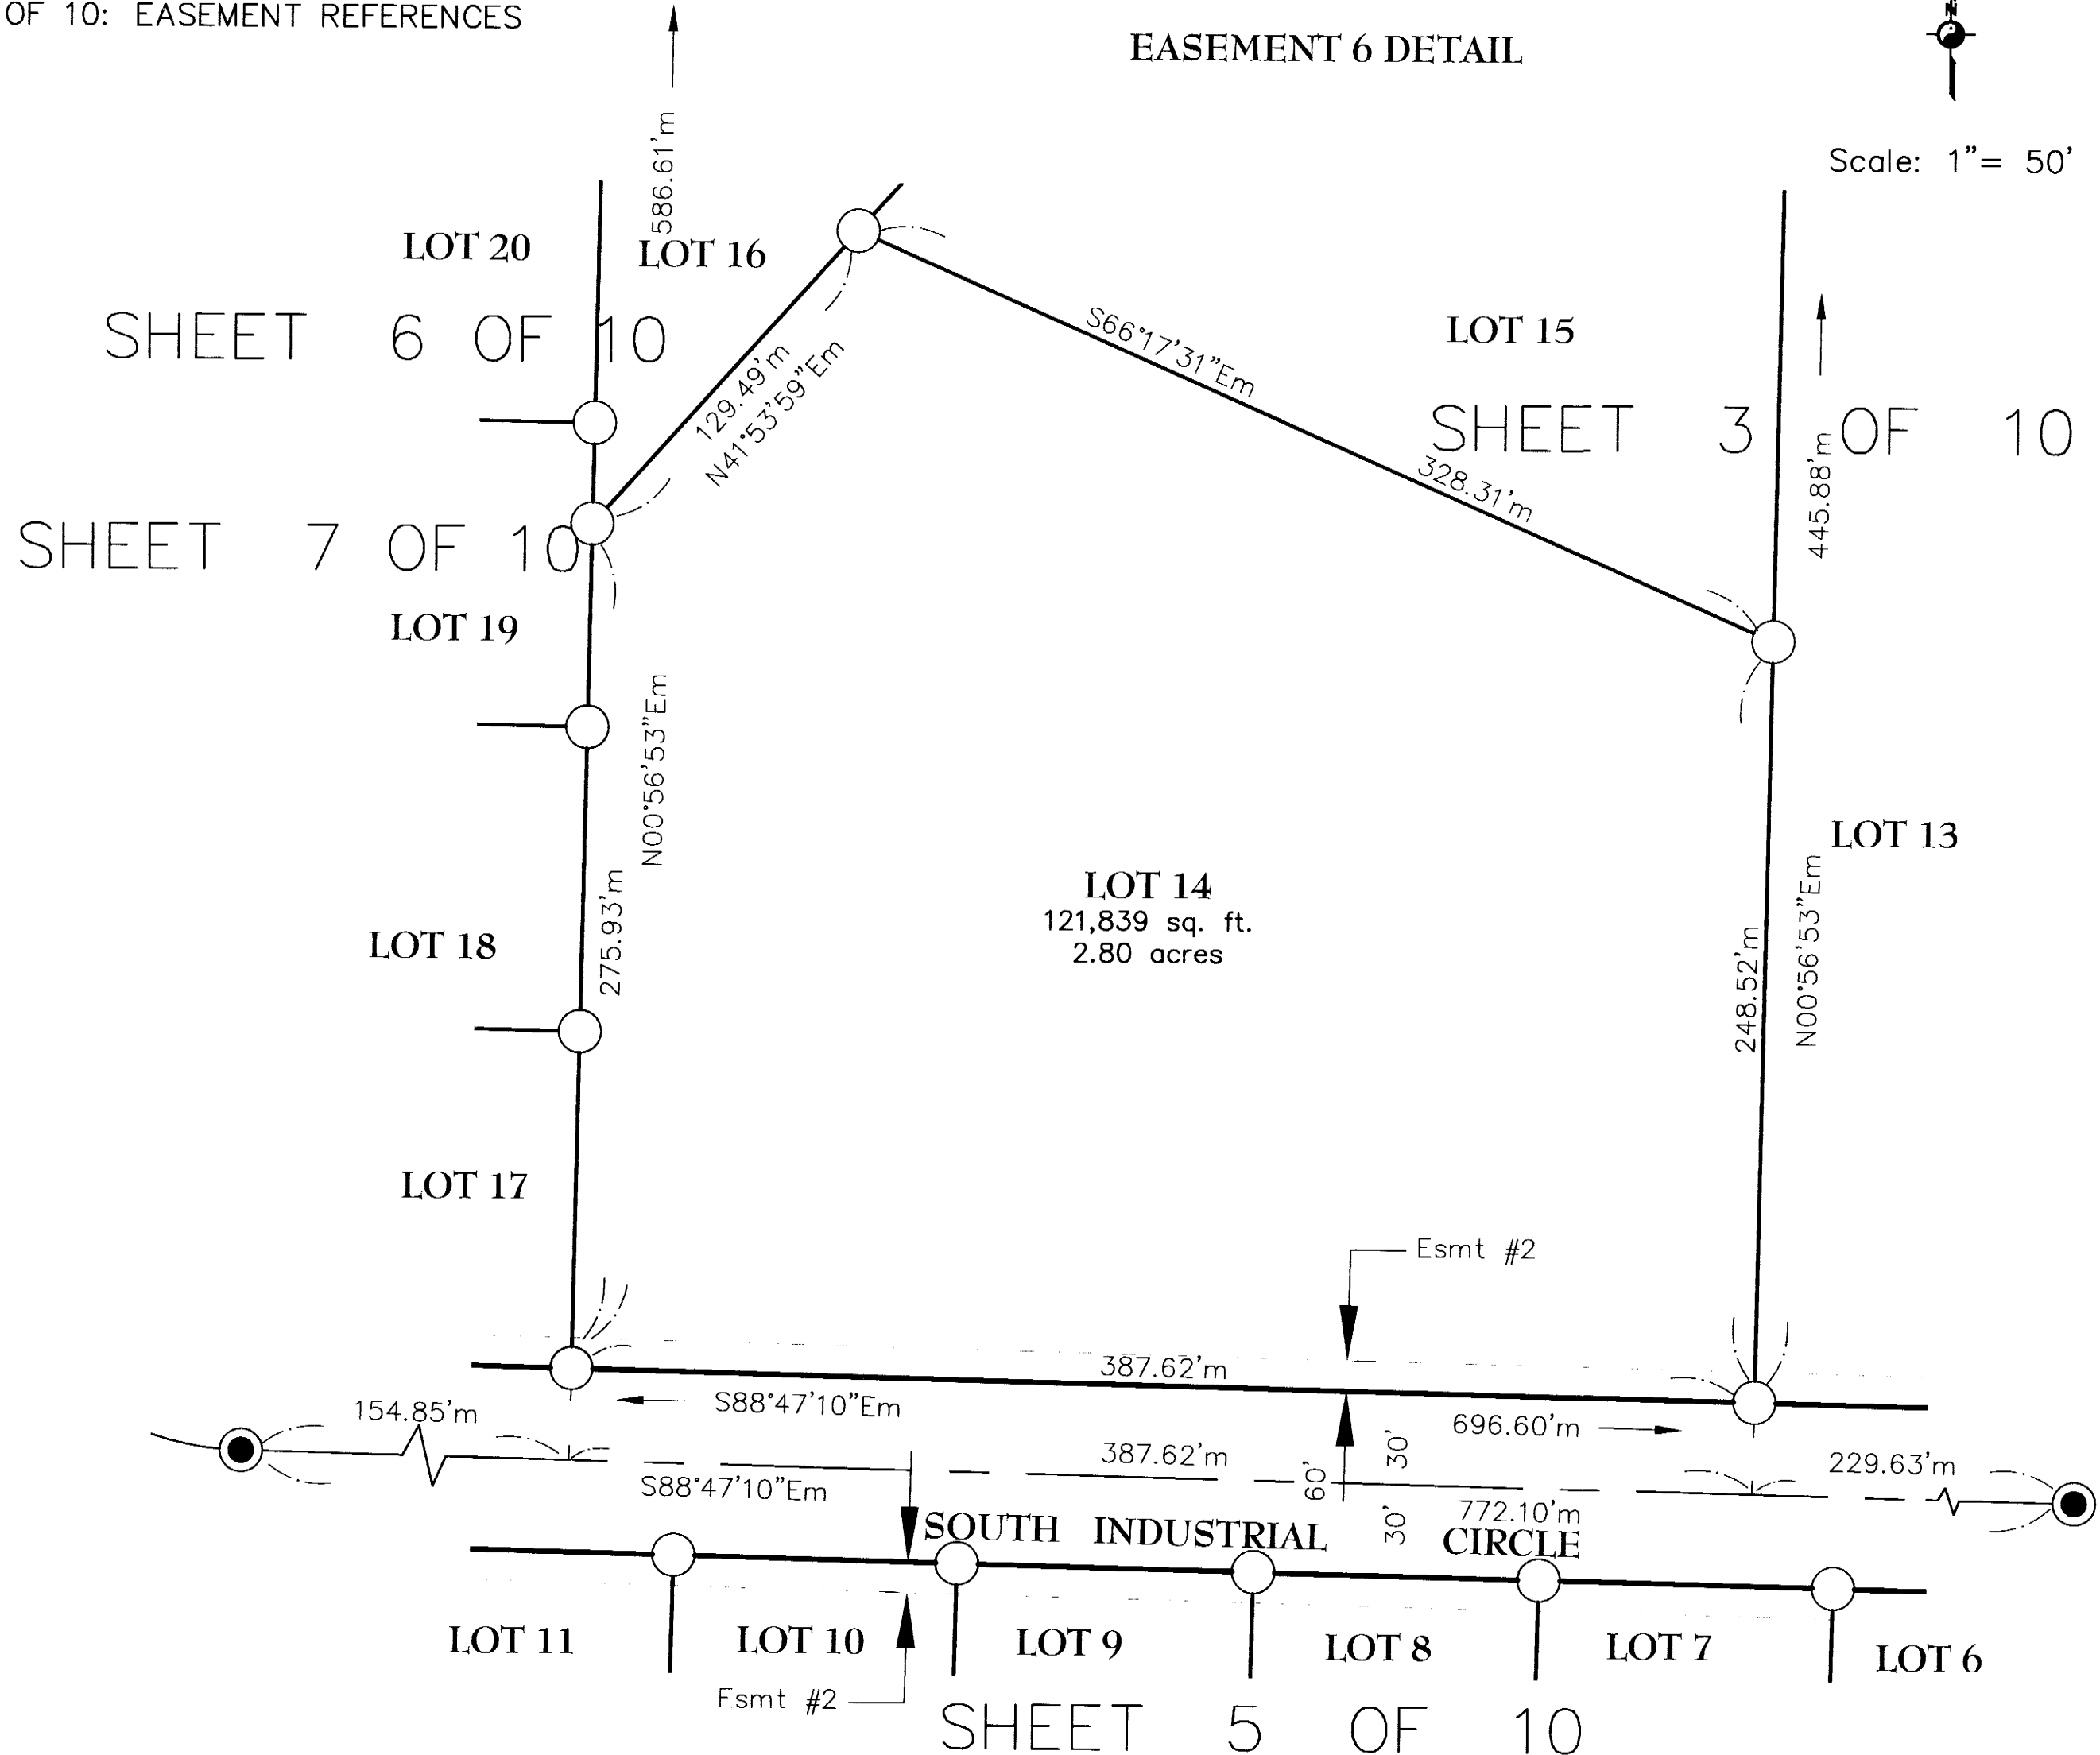 OF 10: EASEMENT REFERENCES
EASEMENT 6 DETAIL
N
Scale: 1"= 50'
586.61'm
LOT 20
LOT 16
SHEET 6 OF 10
129.49'm
N41°53'59"Em
S66°17'31"Em
328.31'm
LOT 15
SHEET 3 OF 10
445.88'm
SHEET 7 OF 10
LOT 19
N00°56'53"Em
275.93'm
LOT 18
LOT 14
121,839 sq. ft.
2.80 acres
LOT 13
248.52'm
N00°56'53"Em
LOT 17
Esmt #2
387.62'm
S88°47'10"Em
154.85'm
696.60'm
30'
387.62'm
60'
229.63'm
S88°47'10"Em
772.10'm
30'
SOUTH INDUSTRIAL CIRCLE
LOT 11
LOT 10
LOT 9
LOT 8
LOT 7
LOT 6
Esmt #2
SHEET 5 OF 10